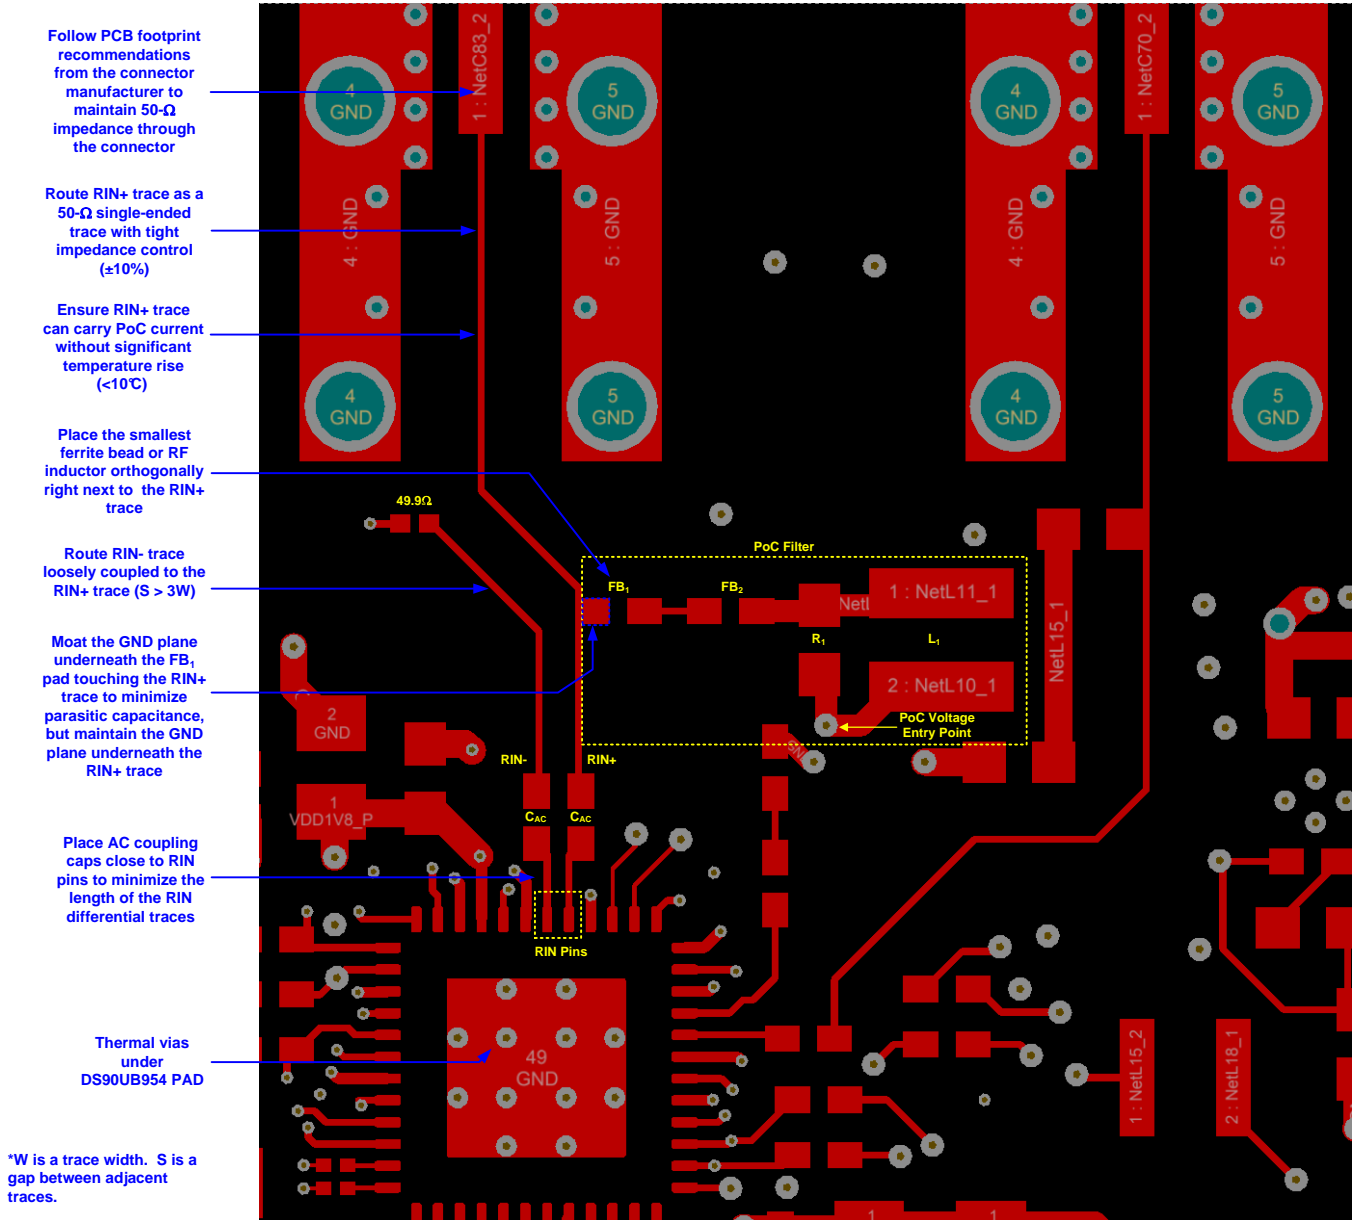 Follow PCB footprint
recommendations
from the connector
manufacturer to
maintain 50-Ω
impedance through
the connector
Route RIN+ trace as a
50-Ω single-ended
trace with tight
impedance control
(±10%)
Ensure RIN+ trace
can carry PoC current
without significant
temperature rise
(<10°C)
Place the smallest
ferrite bead or RF
inductor orthogonally
right next to the RIN+
trace
Route RIN- trace
loosely coupled to the
RIN+ trace (S > 3W)
Moat the GND plane
underneath the FB₁
pad touching the RIN+
trace to minimize
parasitic capacitance,
but maintain the GND
plane underneath the
RIN+ trace
Place AC coupling
caps close to RIN
pins to minimize the
length of the RIN
differential traces
Thermal vias
under
DS90UB954 PAD
*W is a trace width. S is a
gap between adjacent
traces.
4
GND
1 : NetC83_2
5
GND
4
GND
1 : NetC70_2
5
GND
4 : GND
5 : GND
4 : GND
5 : GND
4
GND
5
GND
4
GND
5
GND
49.9Ω
PoC Filter
FB₁
FB₂
NetL
1 : NetL11_1
R₁
L₁
NetL15_1
2 : NetL10_1
PoC Voltage
Entry Point
2
GND
RIN-
RIN+
1
VDD1V8_P
C_AC
C_AC
RIN Pins
49
GND
1 : NetL15_2
2 : NetL18_1
1
1